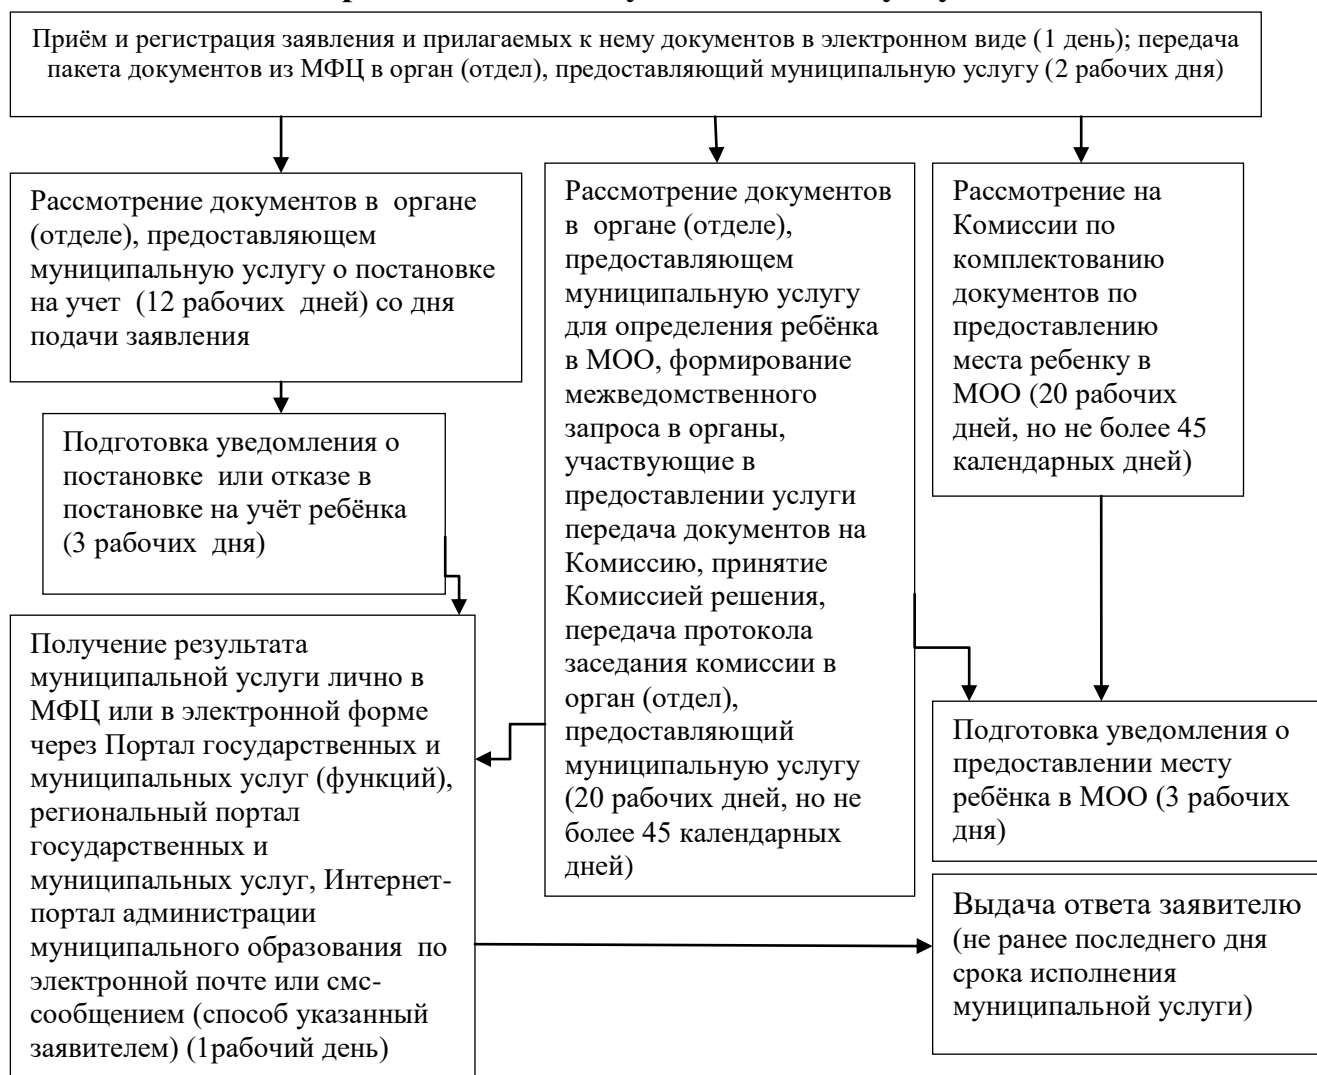 Приём и регистрация заявления и прилагаемых к нему документов в электронном виде (1 день); передача
пакета документов из МФЦ в орган (отдел), предоставляющий муниципальную услугу (2 рабочих дня)
Рассмотрение документов в органе
(отделе), предоставляющем
муниципальную услугу о постановке
на учет (12 рабочих дней) со дня
подачи заявления
Рассмотрение документов
в органе (отделе),
предоставляющем
муниципальную услугу
для определения ребёнка
в МОО, формирование
межведомственного
запроса в органы,
участвующие в
предоставлении услуги
передача документов на
Комиссию, принятие
Комиссией решения,
передача протокола
заседания комиссии в
орган (отдел),
предоставляющий
муниципальную услугу
(20 рабочих дней, но не
более 45 календарных
дней)
Рассмотрение на
Комиссии по
комплектованию
документов по
предоставлению
места ребенку в
МОО (20 рабочих
дней, но не более 45
календарных дней)
Подготовка уведомления о
постановке или отказе в
постановке на учёт ребёнка
(3 рабочих дня)
Получение результата
муниципальной услуги лично в
МФЦ или в электронной форме
через Портал государственных и
муниципальных услуг (функций),
региональный портал
государственных и
муниципальных услуг, Интернет-
портал администрации
муниципального образования по
электронной почте или смс-
сообщением (способ указанный
заявителем) (1рабочий день)
Подготовка уведомления о
предоставлении месту
ребёнка в МОО (3 рабочих
дня)
Выдача ответа заявителю
(не ранее последнего дня
срока исполнения
муниципальной услуги)